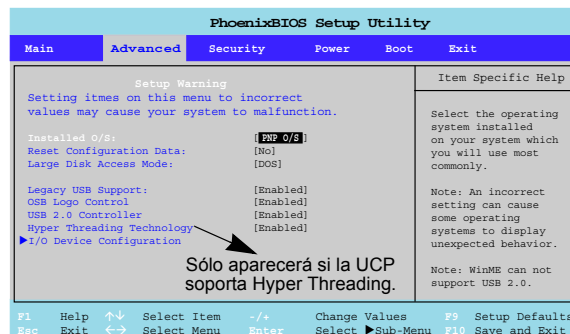 PhoenixBIOS Setup Utility
Main Advanced Security Power Boot Exit
Setup Warning
Setting itmes on this menu to incorrect
values may cause your system to malfunction.
Installed O/S: [PNP O/S]
Reset Configuration Data: [No]
Large Disk Access Mode: [DOS]
Legacy USB Support: [Enabled]
OSB Logo Control [Enabled]
USB 2.0 Controller [Enabled]
Hyper Threading Technology [Enabled]
▶I/O Device Configuration
Sólo aparecerá si la UCP
soporta Hyper Threading.
Item Specific Help
Select the operating
system installed
on your system which
you will use most
commonly.
Note: An incorrect
setting can cause
some operating
systems to display
unexpected behavior.
Note: WinME can not
support USB 2.0.
F1 Help ↑↓ Select Item -/+ Change Values F9 Setup Defaults
Esc Exit ←→ Select Menu Enter Select ▶Sub-Menu F10 Save and Exit